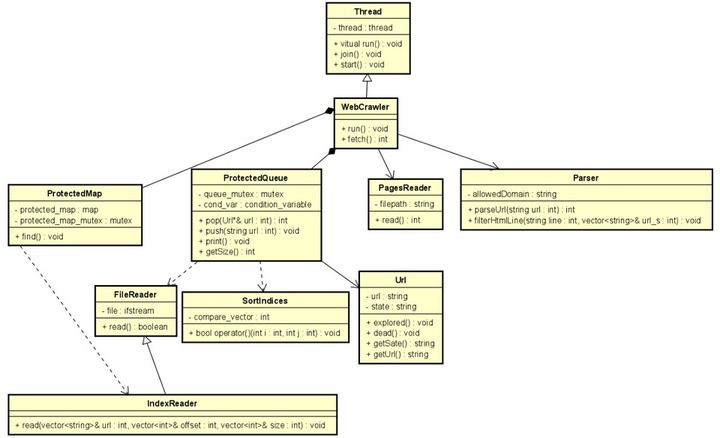 Thread
- thread : thread
+ vitual run() : void
+ join() : void
+ start() : void
WebCrawler
+ run() : void
+ fetch() : int
ProtectedMap
- protected_map : map
- protected_map_mutex : mutex
+ find() : void
ProtectedQueue
- queue_mutex : mutex
- cond_var : condition_variable
+ pop(Url*& url : int) : int
+ push(string url : int) : void
+ print() : void
+ getSize() : int
PagesReader
- filepath : string
+ read() : int
Parser
- allowedDomain : string
+ parseUrl(string url : int) : int
+ filterHtmlLine(string line : int, vector<string>& url_s : int) : void
FileReader
- file : ifstream
+ read() : boolean
SortIndices
- compare_vector : int
+ bool operator()(int i : int, int j : int) : void
Url
- url : string
- state : string
+ explored() : void
+ dead() : void
+ getSate() : string
+ getUrl() : string
IndexReader
+ read(vector<string>& url : int, vector<int>& offset : int, vector<int>& size : int) : void